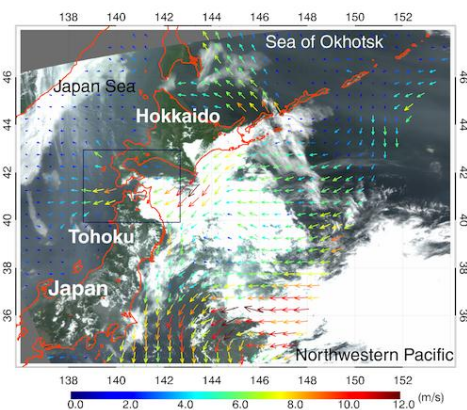 138 140 142 144 146 148 150 152
Sea of Okhotsk
46 46
Japan Sea
Hokkaido
44 44
42 42
40 40
Tohoku
38 38
Japan
36 36
Northwestern Pacific
138 140 142 144 146 148 150 152
0.0 2.0 4.0 6.0 8.0 10.0 12.0 (m/s)